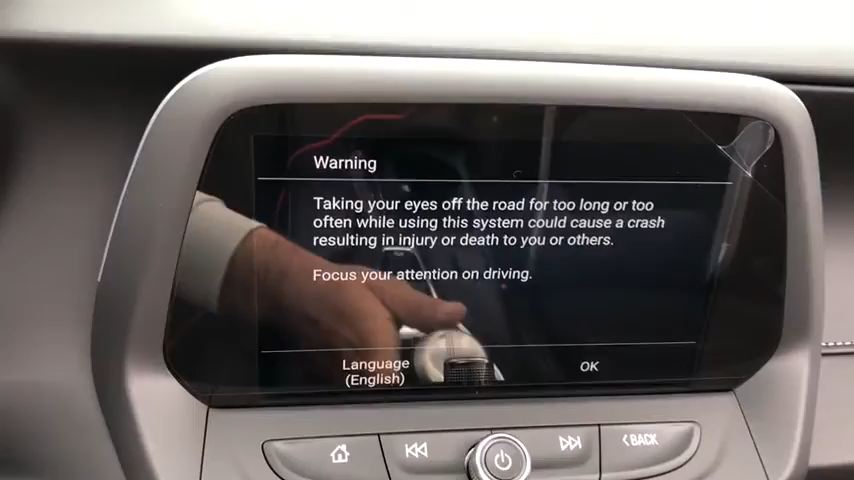 Warning
Taking your eyes off the road for too long or too
often while using this system could cause a crash
resulting in injury or death to you or others.
Focus your attention on driving.
Language
(English)
OK
BACK